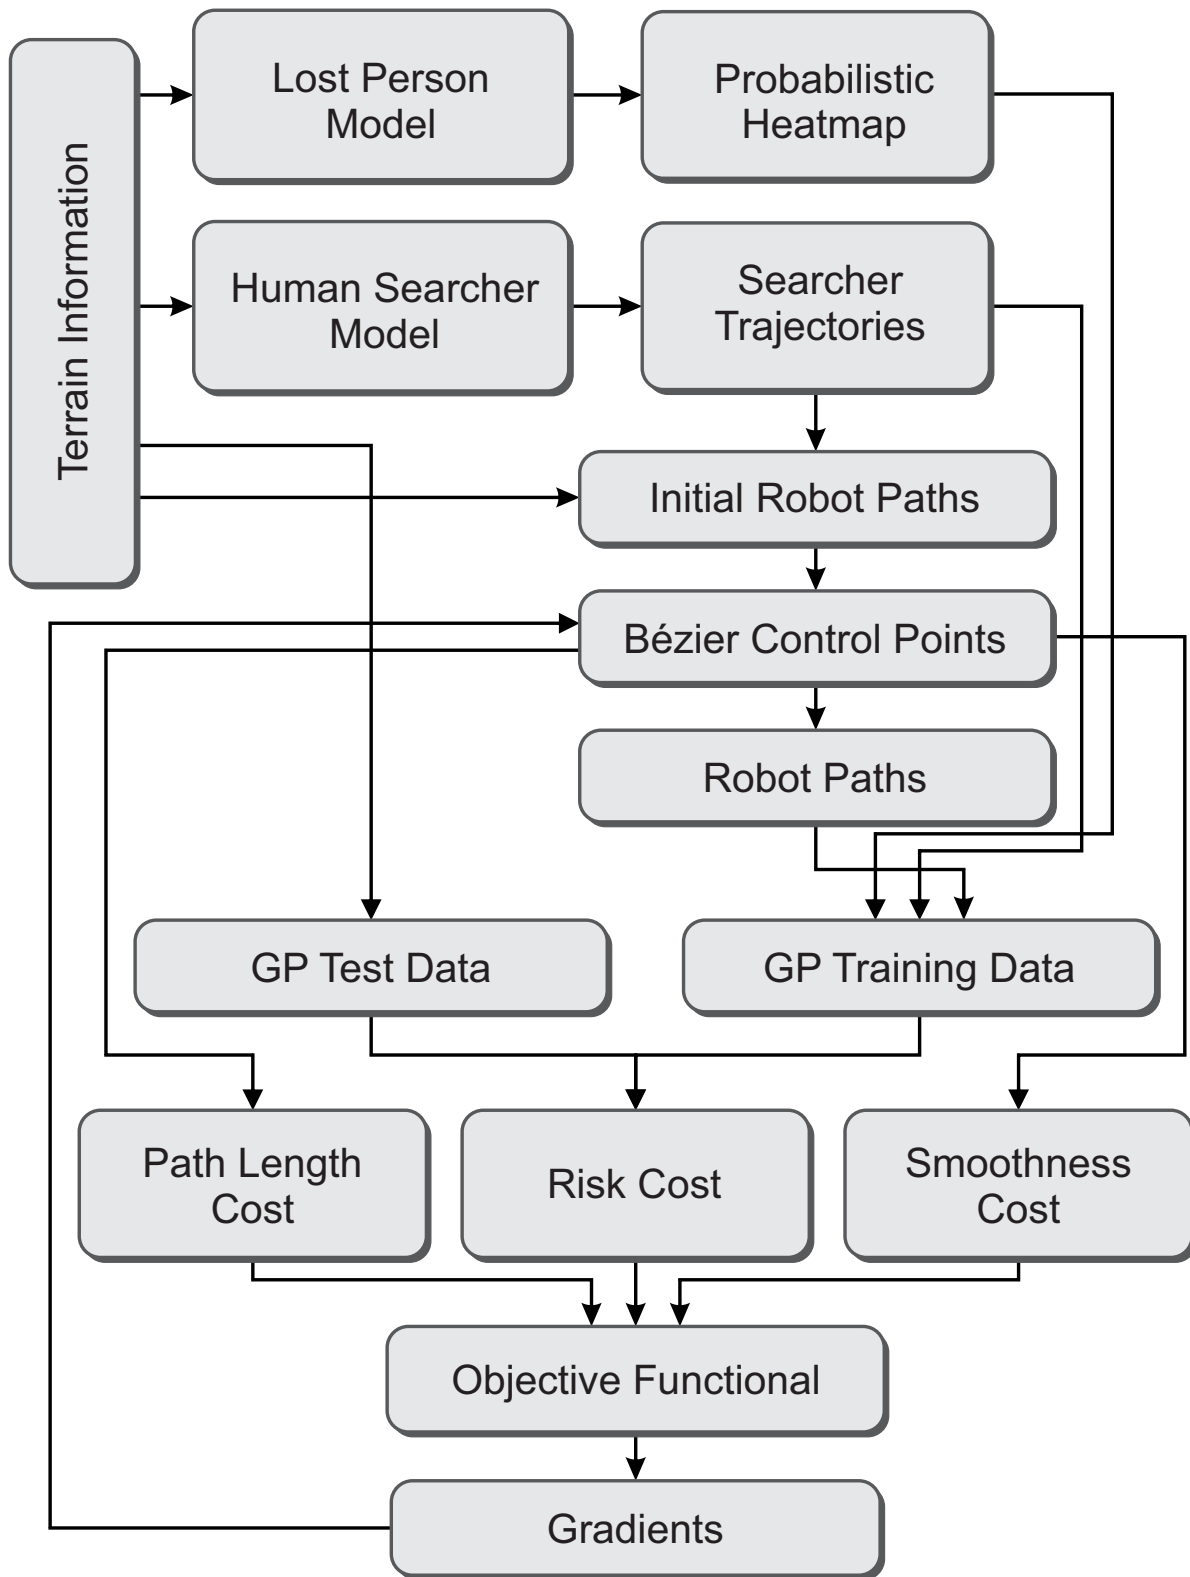 Terrain Information
Lost Person
Model
Probabilistic
Heatmap
Human Searcher
Model
Searcher
Trajectories
Initial Robot Paths
Bézier Control Points
Robot Paths
GP Test Data
GP Training Data
Path Length
Cost
Risk Cost
Smoothness
Cost
Objective Functional
Gradients